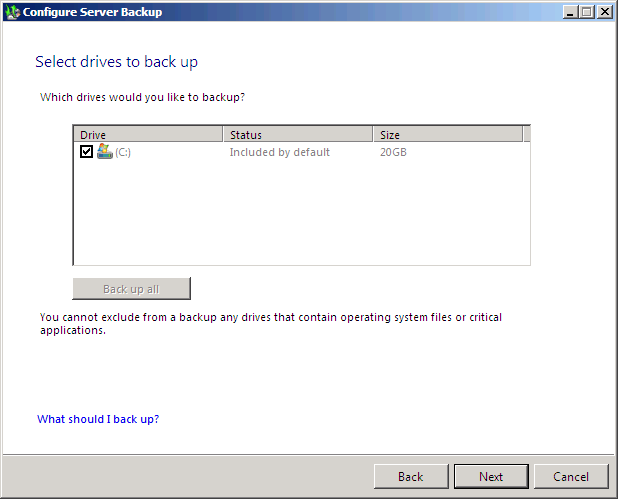 Configure Server Backup
Select drives to back up
Which drives would you like to backup?
Drive Status Size
(C:) Included by default 20GB
Back up all
You cannot exclude from a backup any drives that contain operating system files or critical
applications.
What should I back up?
Back Next Cancel